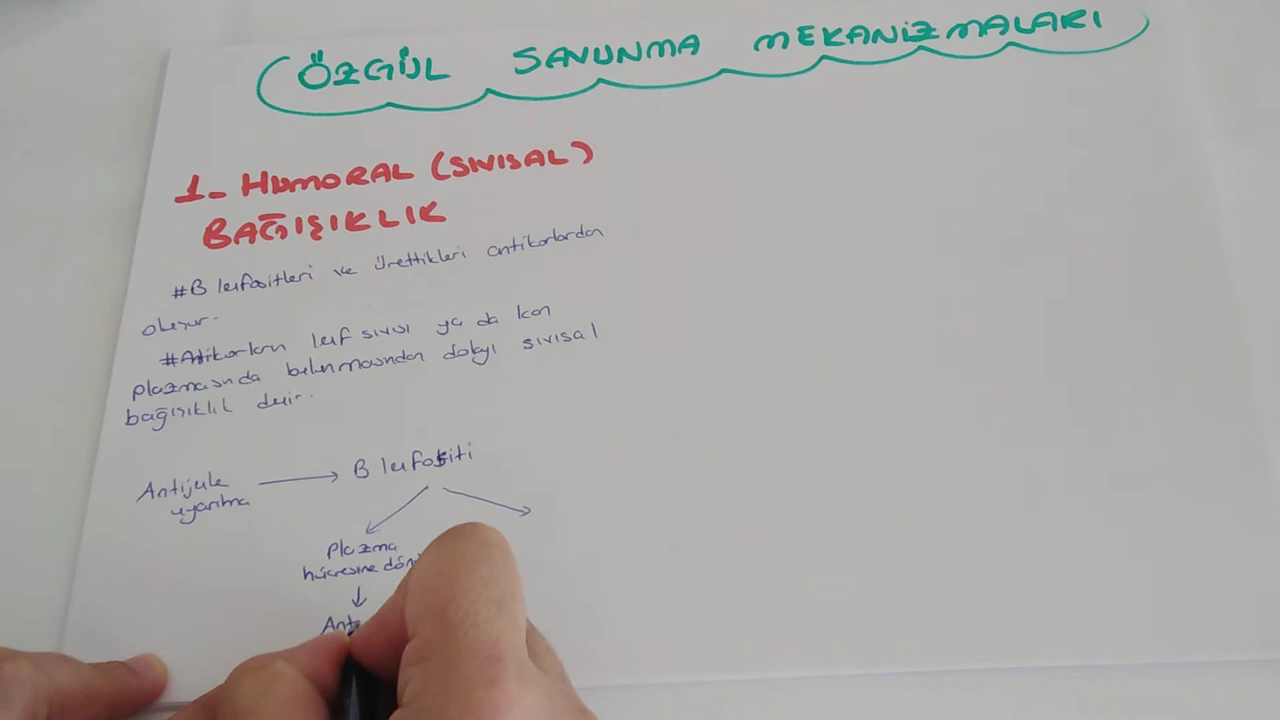 ÖZGÜL SAVUNMA MEKANİZMALARI
1- HUMORAL (SIVISAL)
BAĞIŞIKLIK
#B lenfositleri ve ürettikleri antikorlardan
oluşur.
#Antikorların lenf sıvısı ya da kan
plazmasında bulunmasından dolayı sıvısal
bağışıklık denir.
Antijenle → B lenfositi
uyarılma
Plazma
hücresine dön
↓
Ant